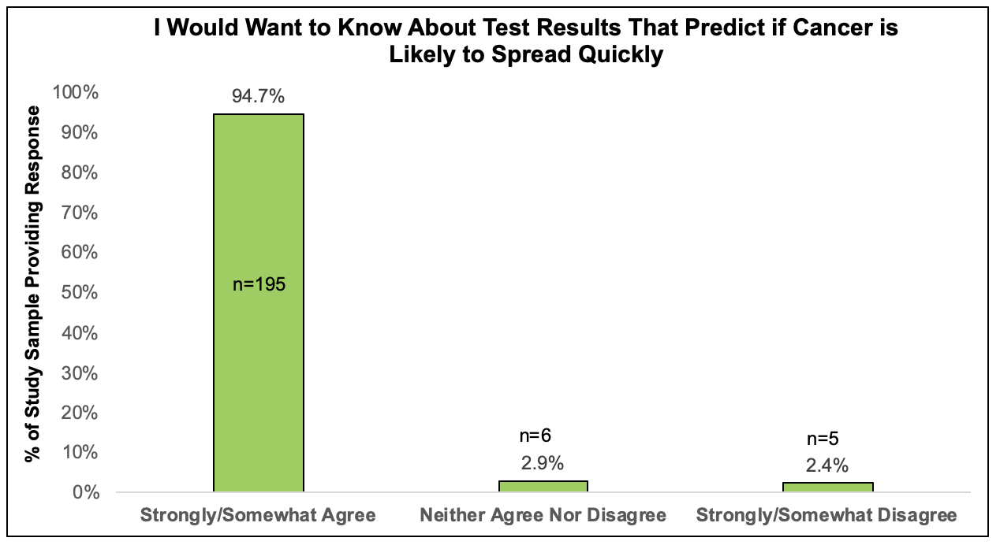 I Would Want to Know About Test Results That Predict if Cancer is
Likely to Spread Quickly
% of Study Sample Providing Response
100%
90%
80%
70%
60%
50%
40%
30%
20%
10%
0%
94.7%
n=195
n=6
2.9%
n=5
2.4%
Strongly/Somewhat Agree
Neither Agree Nor Disagree
Strongly/Somewhat Disagree